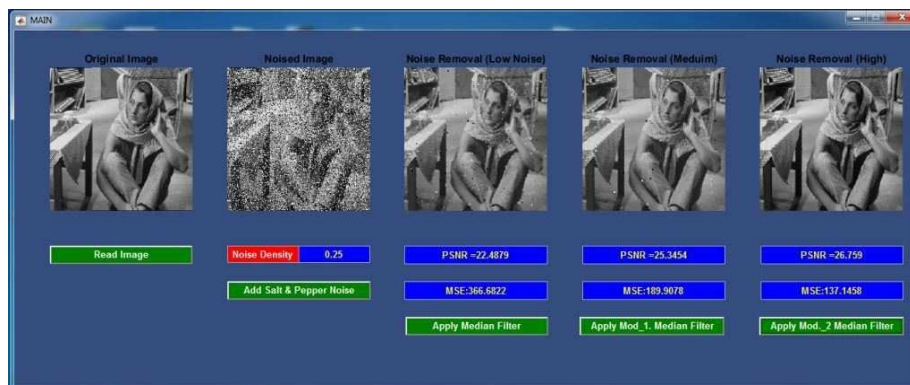 MAIN
Original Image
Noised Image
Noise Removal (Low Noise)
Noise Removal (Meduim)
Noise Removal (High)
Read Image
Noise Density 0.25
PSNR =22.4879
PSNR =25.3454
PSNR =26.759
Add Salt & Pepper Noise
MSE:366.6822
MSE:189.9078
MSE:137.1458
Apply Median Filter
Apply Mod_1. Median Filter
Apply Mod._2 Median Filter